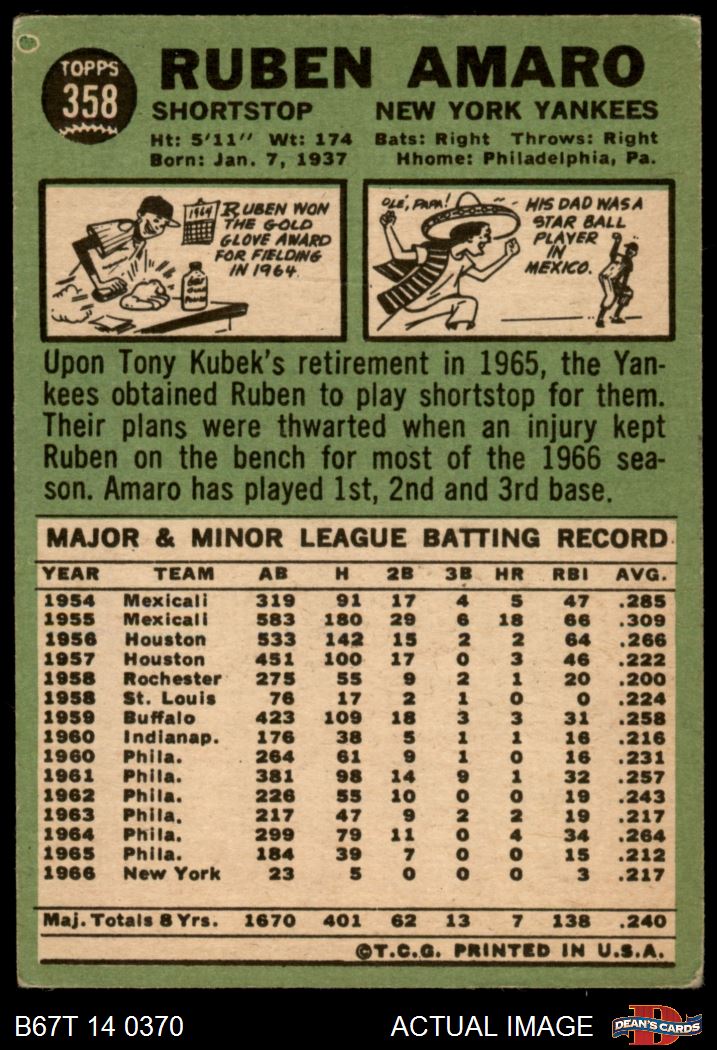 TOPPS
358
RUBEN AMARO
SHORTSTOP NEW YORK YANKEES
Ht: 5'11" Wt: 174 Bats: Right Throws: Right
Born: Jan. 7, 1937 Hhome: Philadelphia, Pa.
1964
RUBEN WON
THE GOLD
GLOVE AWARD
FOR FIELDING
IN 1964.
OLÉ, PAPA!
HIS DAD WAS A
STAR BALL
PLAYER
IN
MEXICO.
Upon Tony Kubek's retirement in 1965, the Yan-
kees obtained Ruben to play shortstop for them.
Their plans were thwarted when an injury kept
Ruben on the bench for most of the 1966 sea-
son. Amaro has played 1st, 2nd and 3rd base.
MAJOR & MINOR LEAGUE BATTING RECORD
YEAR TEAM AB H 2B 3B HR RBI AVG.
1954 Mexicali 319 91 17 4 5 47 .285
1955 Mexicali 583 180 29 6 18 66 .309
1956 Houston 533 142 15 2 2 64 .266
1957 Houston 451 100 17 0 3 46 .222
1958 Rochester 275 55 9 2 1 20 .200
1958 St. Louis 76 17 2 1 0 0 .224
1959 Buffalo 423 109 18 3 3 31 .258
1960 Indianap. 176 38 5 1 1 16 .216
1960 Phila. 264 61 9 1 0 16 .231
1961 Phila. 381 98 14 9 1 32 .257
1962 Phila. 226 55 10 0 0 19 .243
1963 Phila. 217 47 9 2 2 19 .217
1964 Phila. 299 79 11 0 4 34 .264
1965 Phila. 184 39 7 0 0 15 .212
1966 New York 23 5 0 0 0 3 .217
Maj. Totals 8 Yrs. 1670 401 62 13 7 138 .240
©T.C.G. PRINTED IN U.S.A.
B67T 14 0370 ACTUAL IMAGE
D
DEAN'S CARDS